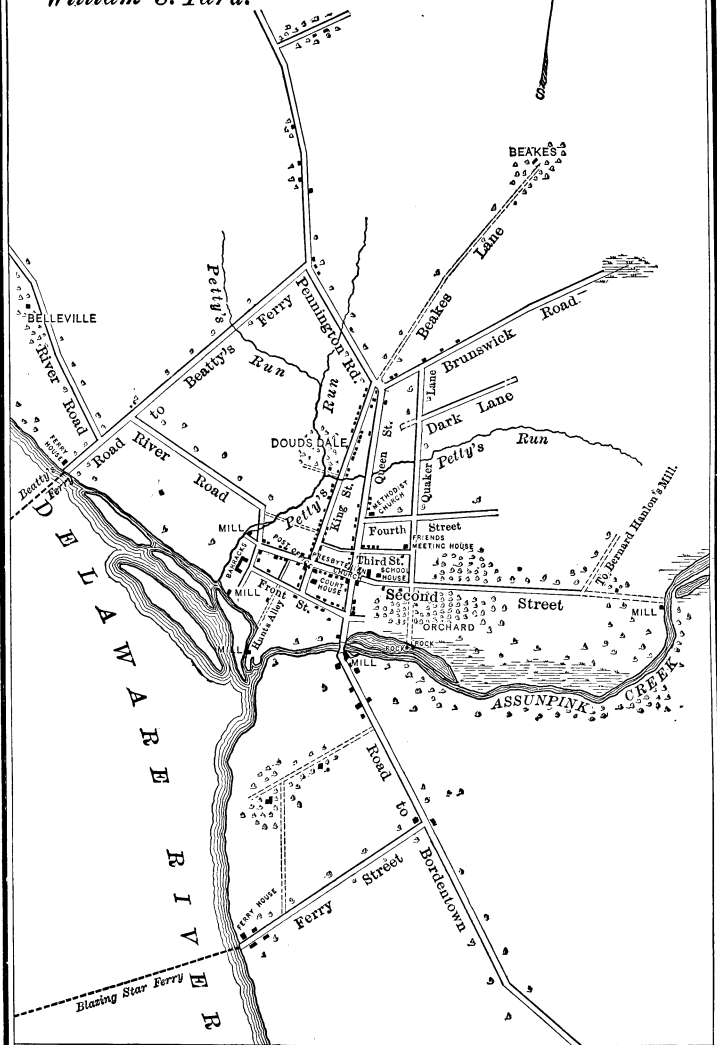 William C. Yard.
BEAKES
Beakes Lane
Brunswick Road
Pennington Rd.
Petty's Run
Road to Beatty's Ferry
BELLEVILLE
River Road
FERRY HOUSE
Beatty's Ferry
River Road
DOUDS DALE
Petty's Run
King St.
Queen St.
Quaker Lane
Dark Lane
Petty's Run
METHODIST CHURCH
Fourth Street
FRIENDS MEETING HOUSE
To Bernard Hanlon's Mill.
MILL
BARRACKS
POST OFFICE
PRESBYTERIAN CHURCH
Third St.
SCHOOL HOUSE
COURT HOUSE
Second Street
Front St.
Hunts Alley
MILL
MILL
ORCHARD
ROCK
ROCK
MILL
MILL
ASSUNPINK CREEK
DELAWARE RIVER
Road to Bordentown
Ferry Street
FERRY HOUSE
Blazing Star Ferry